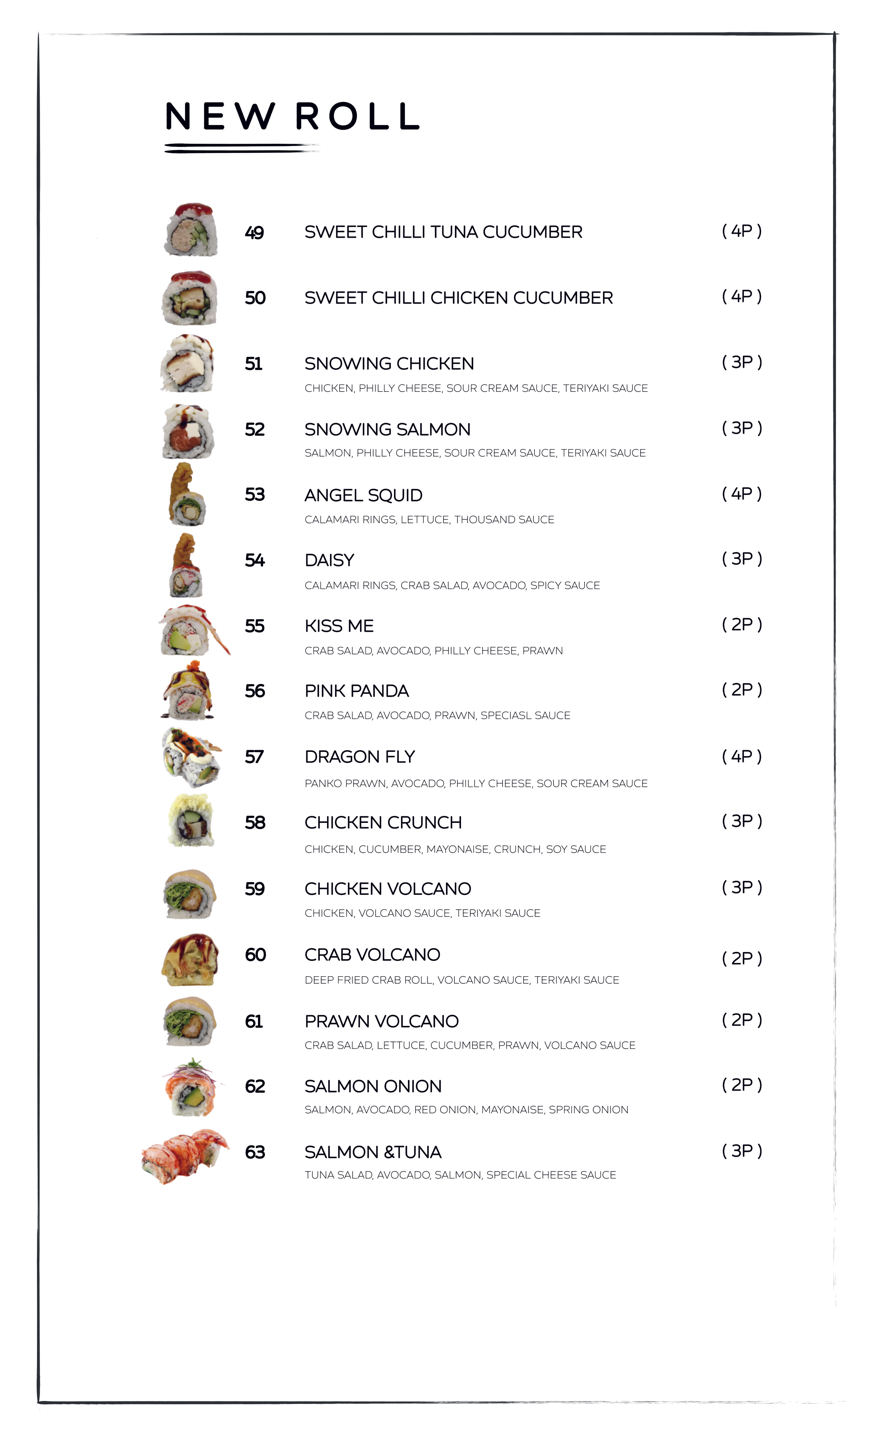 NEW ROLL
49 SWEET CHILLI TUNA CUCUMBER ( 4P )
50 SWEET CHILLI CHICKEN CUCUMBER ( 4P )
51 SNOWING CHICKEN ( 3P )
CHICKEN, PHILLY CHEESE, SOUR CREAM SAUCE, TERIYAKI SAUCE
52 SNOWING SALMON ( 3P )
SALMON, PHILLY CHEESE, SOUR CREAM SAUCE, TERIYAKI SAUCE
53 ANGEL SQUID ( 4P )
CALAMARI RINGS, LETTUCE, THOUSAND SAUCE
54 DAISY ( 3P )
CALAMARI RINGS, CRAB SALAD, AVOCADO, SPICY SAUCE
55 KISS ME ( 2P )
CRAB SALAD, AVOCADO, PHILLY CHEESE, PRAWN
56 PINK PANDA ( 2P )
CRAB SALAD, AVOCADO, PRAWN, SPECIASL SAUCE
57 DRAGON FLY ( 4P )
PANKO PRAWN, AVOCADO, PHILLY CHEESE, SOUR CREAM SAUCE
58 CHICKEN CRUNCH ( 3P )
CHICKEN, CUCUMBER, MAYONAISE, CRUNCH, SOY SAUCE
59 CHICKEN VOLCANO ( 3P )
CHICKEN, VOLCANO SAUCE, TERIYAKI SAUCE
60 CRAB VOLCANO ( 2P )
DEEP FRIED CRAB ROLL, VOLCANO SAUCE, TERIYAKI SAUCE
61 PRAWN VOLCANO ( 2P )
CRAB SALAD, LETTUCE, CUCUMBER, PRAWN, VOLCANO SAUCE
62 SALMON ONION ( 2P )
SALMON, AVOCADO, RED ONION, MAYONAISE, SPRING ONION
63 SALMON &TUNA ( 3P )
TUNA SALAD, AVOCADO, SALMON, SPECIAL CHEESE SAUCE